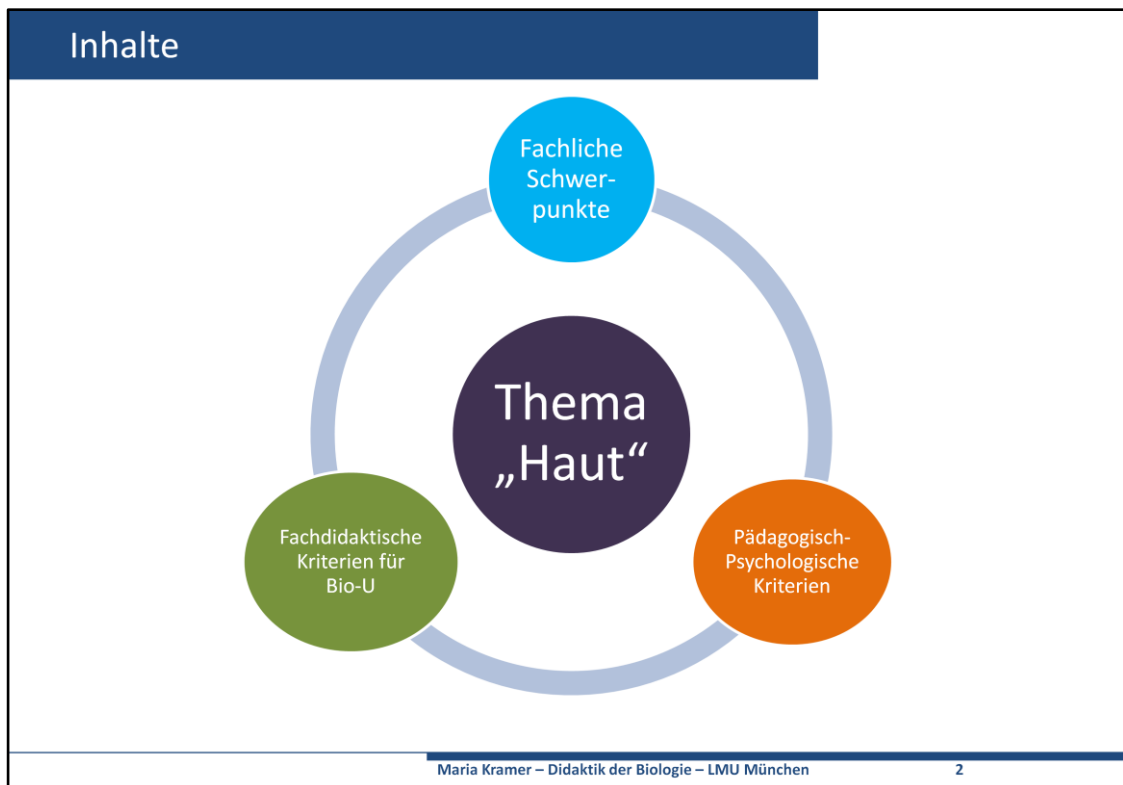 Inhalte
Fachliche
Schwer-
punkte
Thema
„Haut“
Fachdidaktische
Kriterien für
Bio-U
Pädagogisch-
Psychologische
Kriterien
Maria Kramer – Didaktik der Biologie – LMU München 2